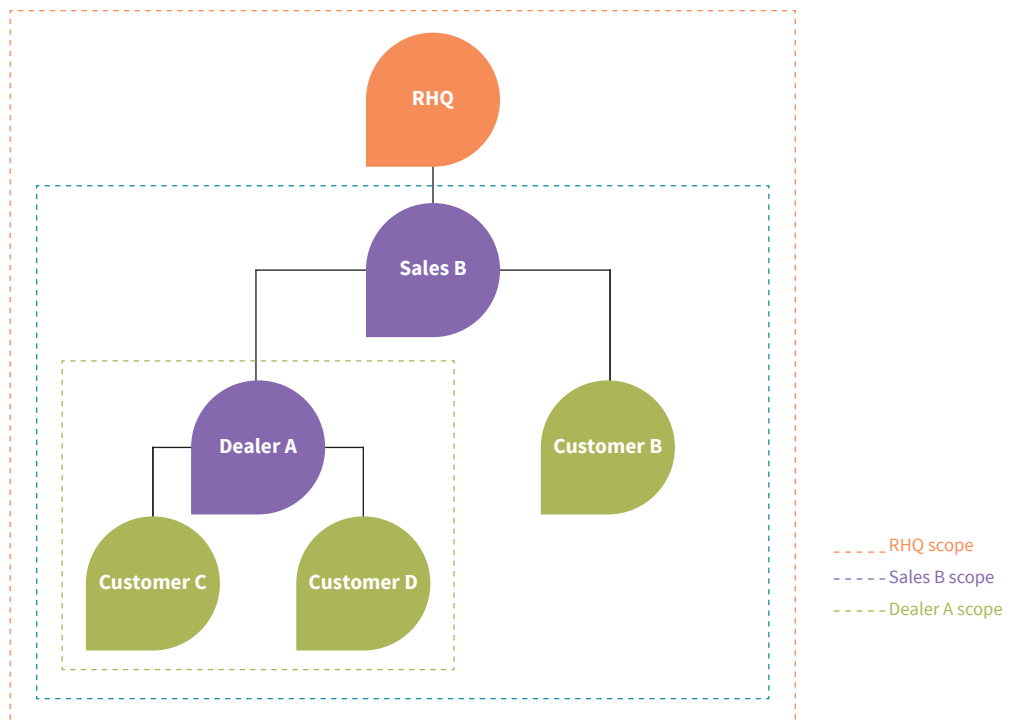 RHQ
Sales B
Dealer A
Customer B
Customer C
Customer D
RHQ scope
Sales B scope
Dealer A scope